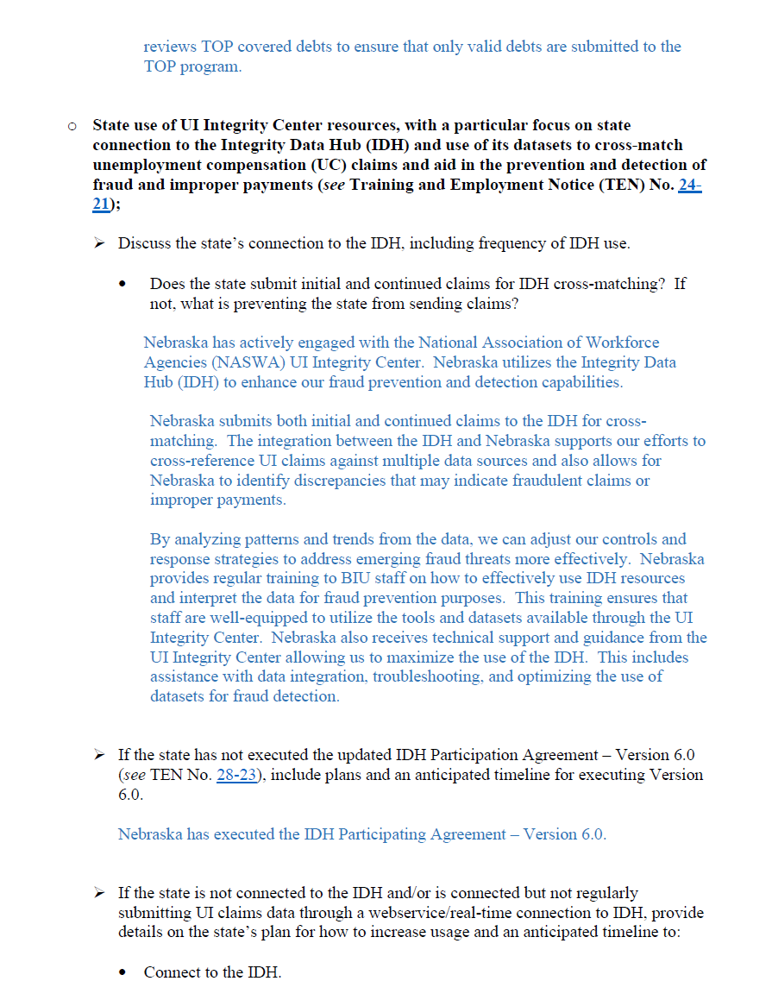 reviews TOP covered debts to ensure that only valid debts are submitted to the
TOP program.
o State use of UI Integrity Center resources, with a particular focus on state
connection to the Integrity Data Hub (IDH) and use of its datasets to cross-match
unemployment compensation (UC) claims and aid in the prevention and detection of
fraud and improper payments (see Training and Employment Notice (TEN) No. 24-
21);
➢ Discuss the state’s connection to the IDH, including frequency of IDH use.
• Does the state submit initial and continued claims for IDH cross-matching?  If
not, what is preventing the state from sending claims?
Nebraska has actively engaged with the National Association of Workforce
Agencies (NASWA) UI Integrity Center.  Nebraska utilizes the Integrity Data
Hub (IDH) to enhance our fraud prevention and detection capabilities.
Nebraska submits both initial and continued claims to the IDH for cross-
matching.  The integration between the IDH and Nebraska supports our efforts to
cross-reference UI claims against multiple data sources and also allows for
Nebraska to identify discrepancies that may indicate fraudulent claims or
improper payments.
By analyzing patterns and trends from the data, we can adjust our controls and
response strategies to address emerging fraud threats more effectively.  Nebraska
provides regular training to BIU staff on how to effectively use IDH resources
and interpret the data for fraud prevention purposes.  This training ensures that
staff are well-equipped to utilize the tools and datasets available through the UI
Integrity Center.  Nebraska also receives technical support and guidance from the
UI Integrity Center allowing us to maximize the use of the IDH.  This includes
assistance with data integration, troubleshooting, and optimizing the use of
datasets for fraud detection.
➢ If the state has not executed the updated IDH Participation Agreement – Version 6.0
(see TEN No. 28-23), include plans and an anticipated timeline for executing Version
6.0.
Nebraska has executed the IDH Participating Agreement – Version 6.0.
➢ If the state is not connected to the IDH and/or is connected but not regularly
submitting UI claims data through a webservice/real-time connection to IDH, provide
details on the state’s plan for how to increase usage and an anticipated timeline to:
• Connect to the IDH.